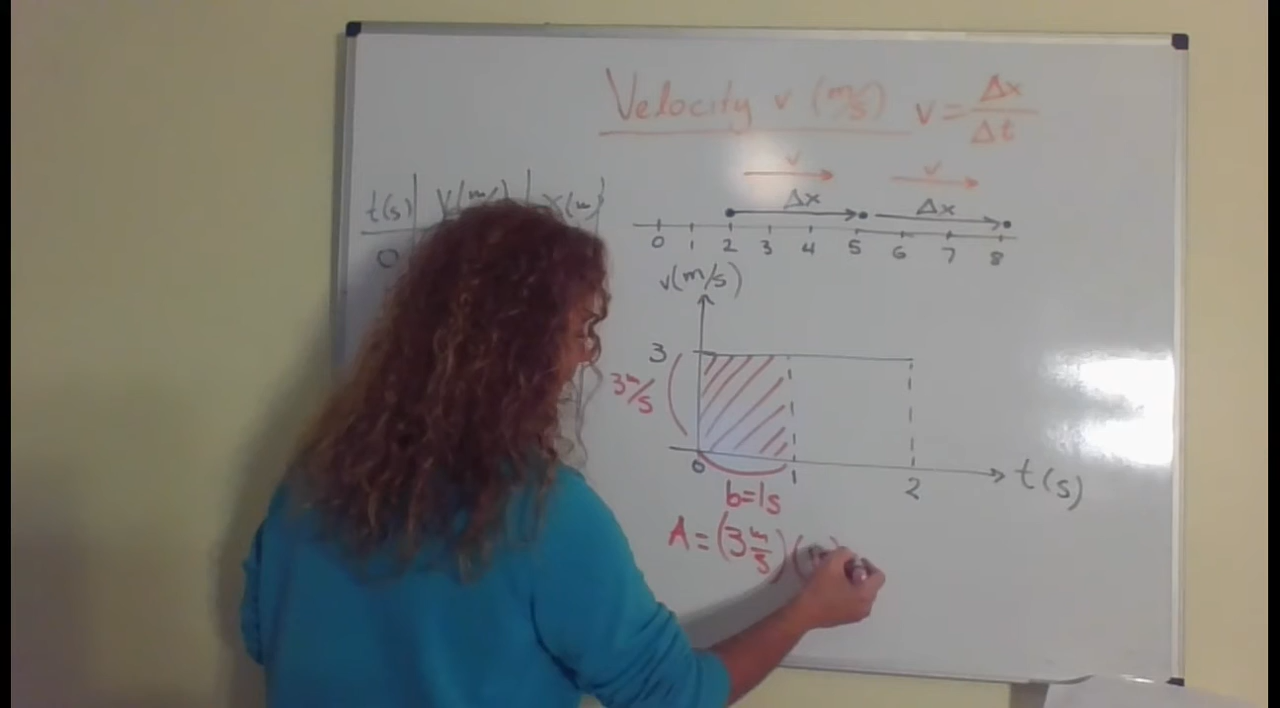 Velocity v (m/s) v = Δx/Δt
v v
Δx Δx
t(s)
0
0 1 2 3 4 5 6 7 8
v(m/s)
3
3 m/s
0 1 2 t(s)
b=1s
A = (3 m/s)(